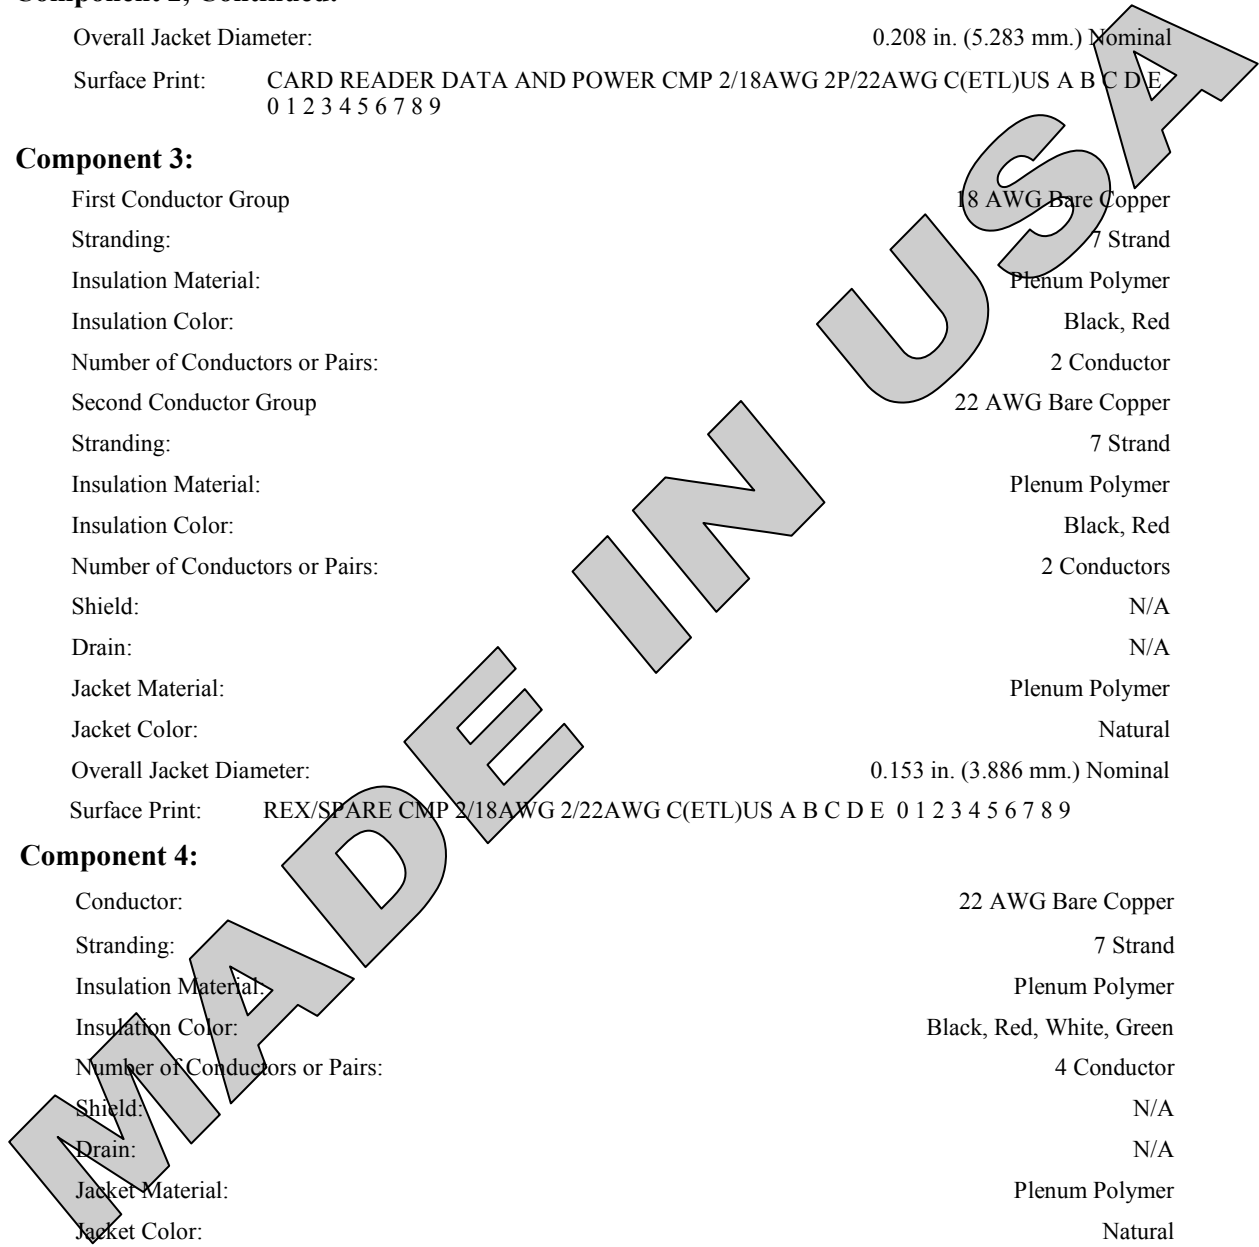 Component 2, Continued:
Overall Jacket Diameter: 0.208 in. (5.283 mm.) Nominal
Surface Print: CARD READER DATA AND POWER CMP 2/18AWG 2P/22AWG C(ETL)US A B C D E
0 1 2 3 4 5 6 7 8 9
Component 3:
First Conductor Group 18 AWG Bare Copper
Stranding: 7 Strand
Insulation Material: Plenum Polymer
Insulation Color: Black, Red
Number of Conductors or Pairs: 2 Conductor
Second Conductor Group 22 AWG Bare Copper
Stranding: 7 Strand
Insulation Material: Plenum Polymer
Insulation Color: Black, Red
Number of Conductors or Pairs: 2 Conductors
Shield: N/A
Drain: N/A
Jacket Material: Plenum Polymer
Jacket Color: Natural
Overall Jacket Diameter: 0.153 in. (3.886 mm.) Nominal
Surface Print: REX/SPARE CMP 2/18AWG 2/22AWG C(ETL)US A B C D E 0 1 2 3 4 5 6 7 8 9
Component 4:
Conductor: 22 AWG Bare Copper
Stranding: 7 Strand
Insulation Material: Plenum Polymer
Insulation Color: Black, Red, White, Green
Number of Conductors or Pairs: 4 Conductor
Shield: N/A
Drain: N/A
Jacket Material: Plenum Polymer
Jacket Color: Natural
MADE IN USA